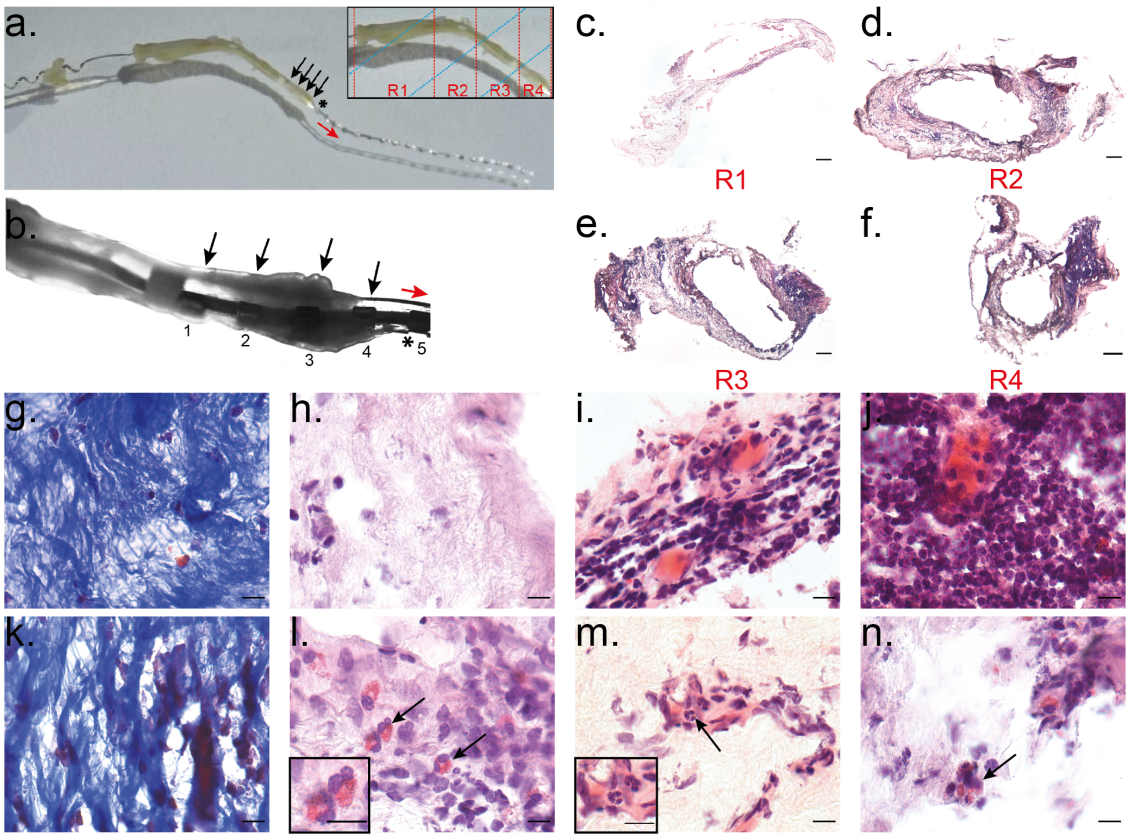 a.
R1 R2 R3 R4
*
b.
1 2 3 4 5
*
c.
R1
d.
R2
e.
R3
f.
R4
g.
h.
i.
j.
k.
l.
m.
n.